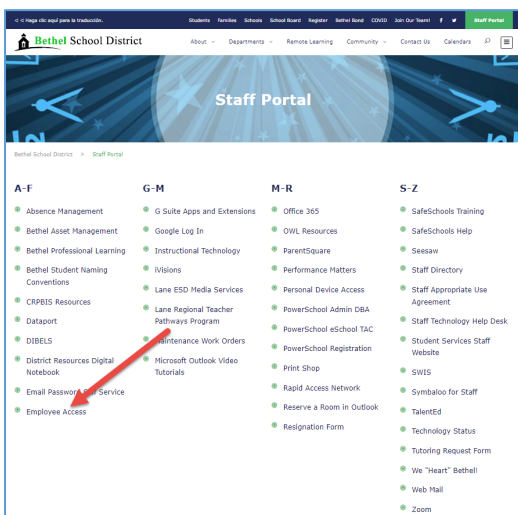 Haga clic aquí para la traducción.
Students Families Schools School Board Register Bethel Bond COVID Join Our Team! Staff Portal
Bethel School District
About Departments Remote Learning Community Contact Us Calendars
Staff Portal
Bethel School District > Staff Portal
A-F
Absence Management
Bethel Asset Management
Bethel Professional Learning
Bethel Student Naming
Conventions
CRPBIS Resources
Dataport
DIBELS
District Resources Digital
Notebook
Email Password Service
Employee Access
G-M
G Suite Apps and Extensions
Google Log In
Instructional Technology
iVisions
Lane ESD Media Services
Lane Regional Teacher
Pathways Program
Maintenance Work Orders
Microsoft Outlook Video
Tutorials
M-R
Office 365
OWL Resources
ParentSquare
Performance Matters
Personal Device Access
PowerSchool Admin DBA
PowerSchool eSchool TAC
PowerSchool Registration
Print Shop
Rapid Access Network
Reserve a Room in Outlook
Resignation Form
S-Z
SafeSchools Training
SafeSchools Help
Seesaw
Staff Directory
Staff Appropriate Use
Agreement
Staff Technology Help Desk
Student Services Staff
Website
SWIS
Symbaloo for Staff
TalentEd
Technology Status
Tutoring Request Form
We "Heart" Bethel!
Web Mail
Zoom